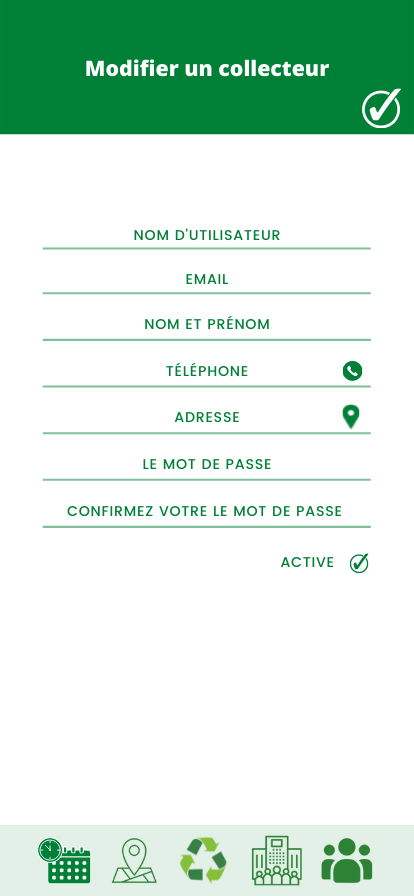 Modifier un collecteur
NOM D'UTILISATEUR
EMAIL
NOM ET PRÉNOM
TÉLÉPHONE
ADRESSE
LE MOT DE PASSE
CONFIRMEZ VOTRE LE MOT DE PASSE
ACTIVE